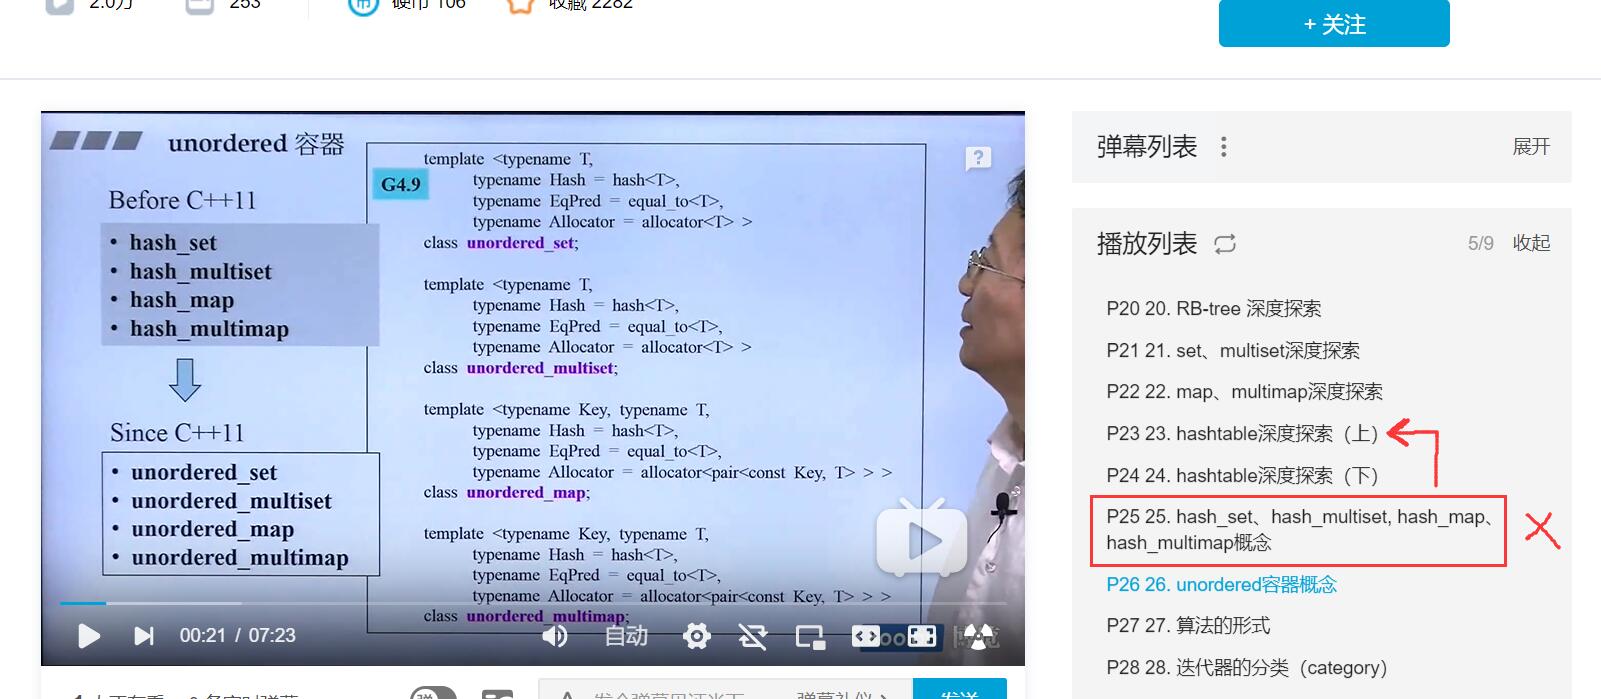 2.0万
253
硬币 106
收藏 2282
+ 关注
unordered 容器
Before C++11
• hash_set
• hash_multiset
• hash_map
• hash_multimap
Since C++11
• unordered_set
• unordered_multiset
• unordered_map
• unordered_multimap
G4.9
template <typename T,
typename Hash = hash<T>,
typename EqPred = equal_to<T>,
typename Allocator = allocator<T> >
class unordered_set;
template <typename T,
typename Hash = hash<T>,
typename EqPred = equal_to<T>,
typename Allocator = allocator<T> >
class unordered_multiset;
template <typename Key, typename T,
typename Hash = hash<T>,
typename EqPred = equal_to<T>,
typename Allocator = allocator<pair<const Key, T> > >
class unordered_map;
template <typename Key, typename T,
typename Hash = hash<T>,
typename EqPred = equal_to<T>,
typename Allocator = allocator<pair<const Key, T> > >
class unordered_multimap;
?
00:21 / 07:23
自动
弹
发送
弹幕列表
展开
播放列表
5/9
收起
P20 20. RB-tree 深度探索
P21 21. set、multiset深度探索
P22 22. map、multimap深度探索
P23 23. hashtable深度探索（上）
P24 24. hashtable深度探索（下）
P25 25. hash_set、hash_multiset, hash_map、
hash_multimap概念
P26 26. unordered容器概念
P27 27. 算法的形式
P28 28. 迭代器的分类（category）